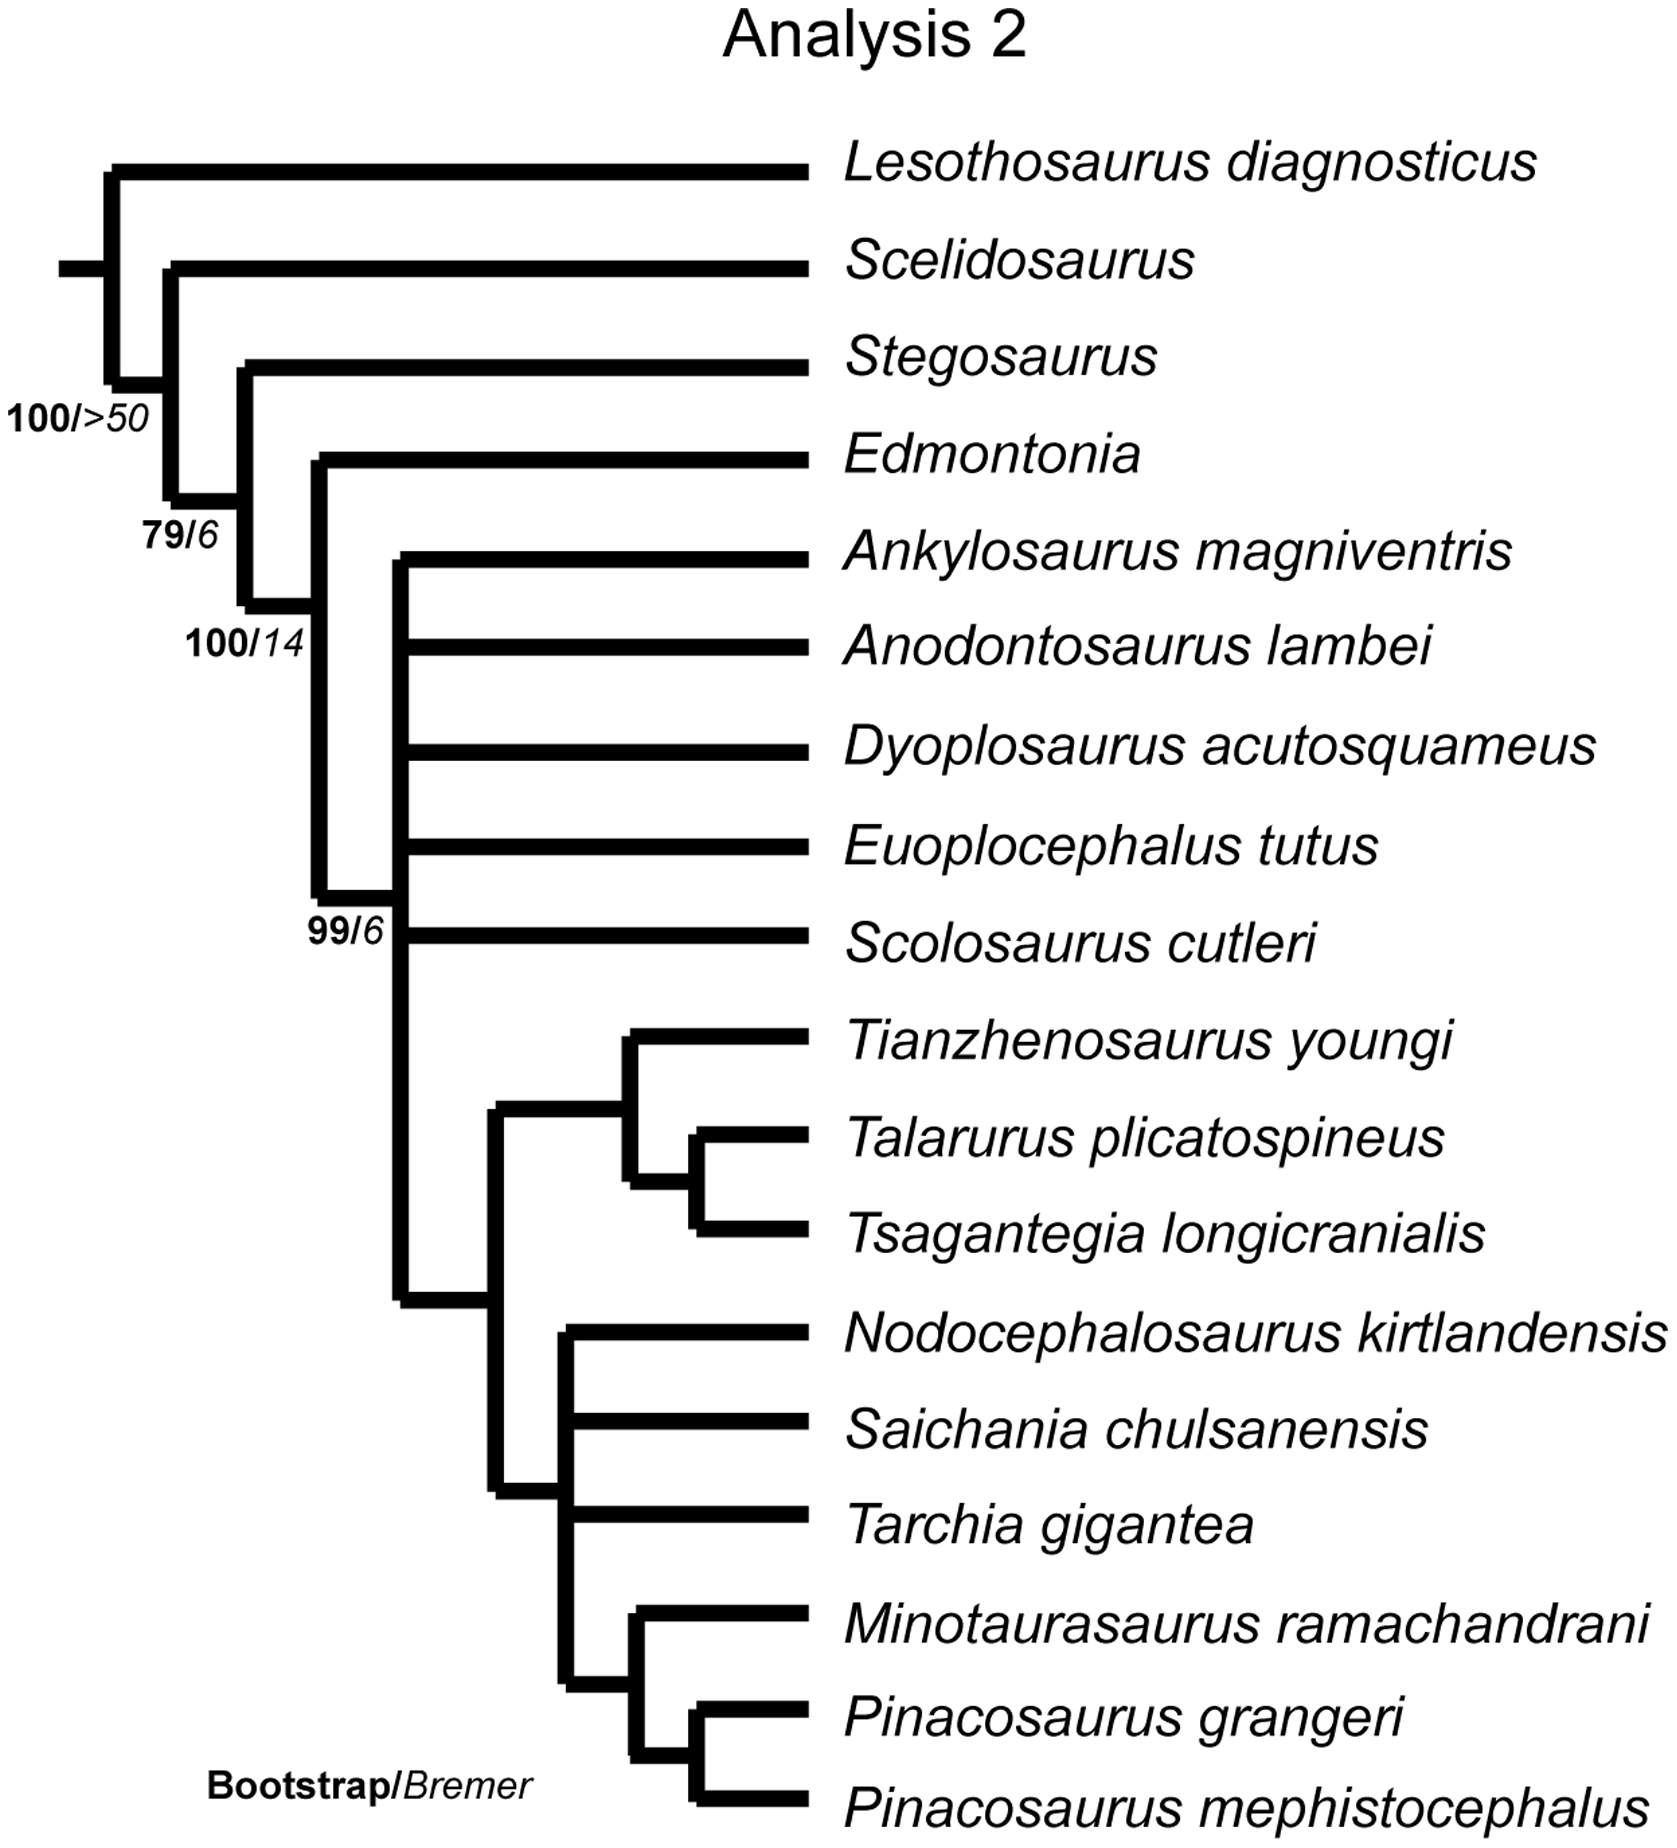 Analysis 2
Lesothosaurus diagnosticus
Scelidosaurus
Stegosaurus
100/>50
Edmontonia
79/6
Ankylosaurus magniventris
100/14
Anodontosaurus lambei
Dyoplosaurus acutosquameus
Euoplocephalus tutus
99/6
Scolosaurus cutleri
Tianzhenosaurus youngi
Talarurus plicatospineus
Tsagantegia longicranialis
Nodocephalosaurus kirtlandensis
Saichania chulsanensis
Tarchia gigantea
Minotaurasaurus ramachandrani
Pinacosaurus grangeri
Bootstrap/Bremer
Pinacosaurus mephistocephalus